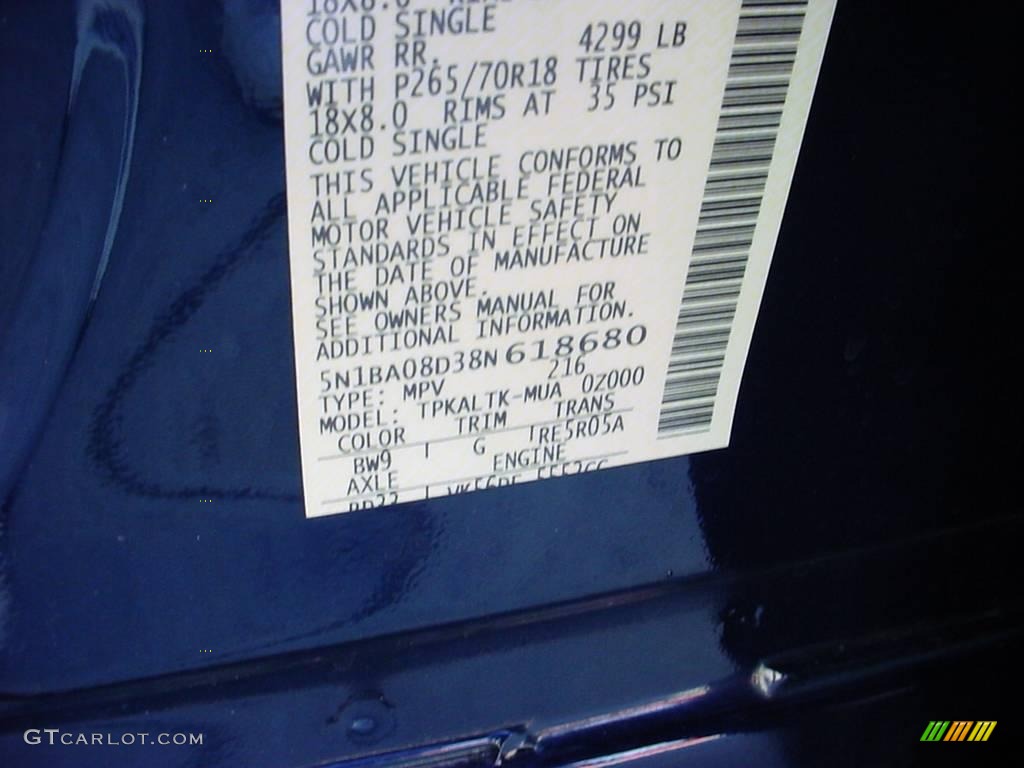 COLD SINGLE
GAWR RR. 4299 LB
WITH P265/70R18 TIRES
18X8.0 RIMS AT 35 PSI
COLD SINGLE
THIS VEHICLE CONFORMS TO
ALL APPLICABLE FEDERAL
MOTOR VEHICLE SAFETY
STANDARDS IN EFFECT ON
THE DATE OF MANUFACTURE
SHOWN ABOVE.
SEE OWNERS MANUAL FOR
ADDITIONAL INFORMATION.
5N1BA08D38N618680
TYPE: MPV 216
MODEL: TPKALTK-MUA 0Z000
COLOR TRIM TRANS
BW9 G RE5R05A
AXLE ENGINE
GTCARLOT.COM